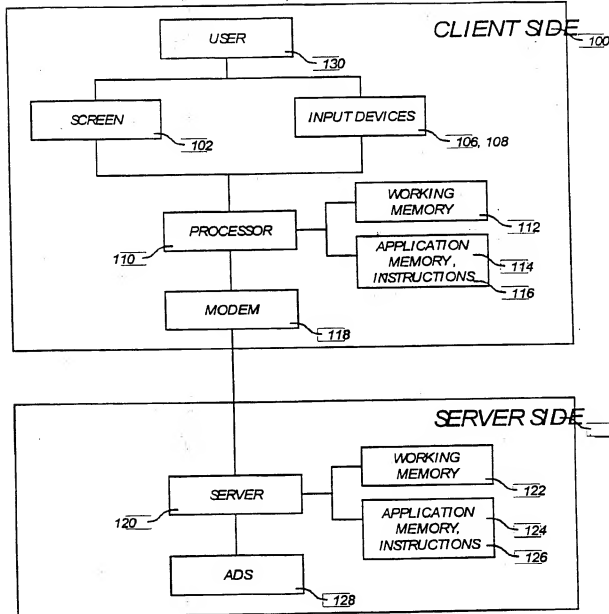 CLIENT SIDE
100
USER
130
SCREEN
102
INPUT DEVICES
106, 108
PROCESSOR
110
WORKING
MEMORY
112
APPLICATION
MEMORY,
INSTRUCTIONS
114
116
MODEM
118
SERVER SIDE
SERVER
120
WORKING
MEMORY
122
APPLICATION
MEMORY,
INSTRUCTIONS
124
126
ADS
128